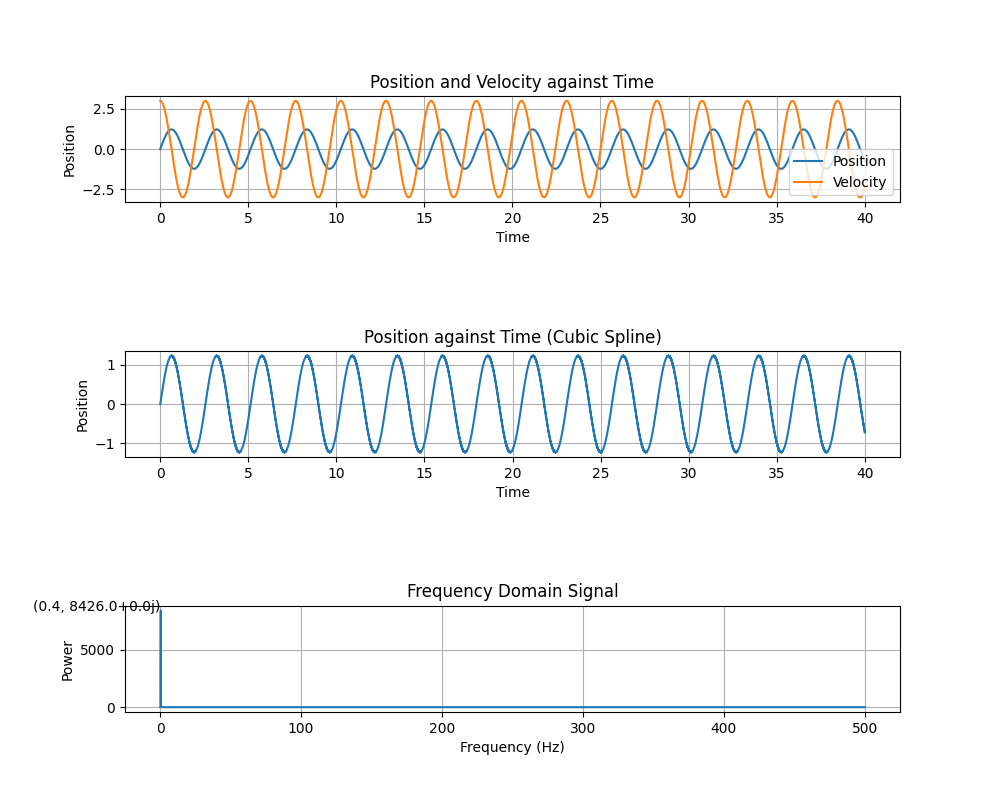 Position and Velocity against Time
Position
2.5
0.0
−2.5
Position
Velocity
0 5 10 15 20 25 30 35 40
Time
Position against Time (Cubic Spline)
Position
1
0
−1
0 5 10 15 20 25 30 35 40
Time
Frequency Domain Signal
(0.4, 8426.0+0.0j)
Power
5000
0
0 100 200 300 400 500
Frequency (Hz)